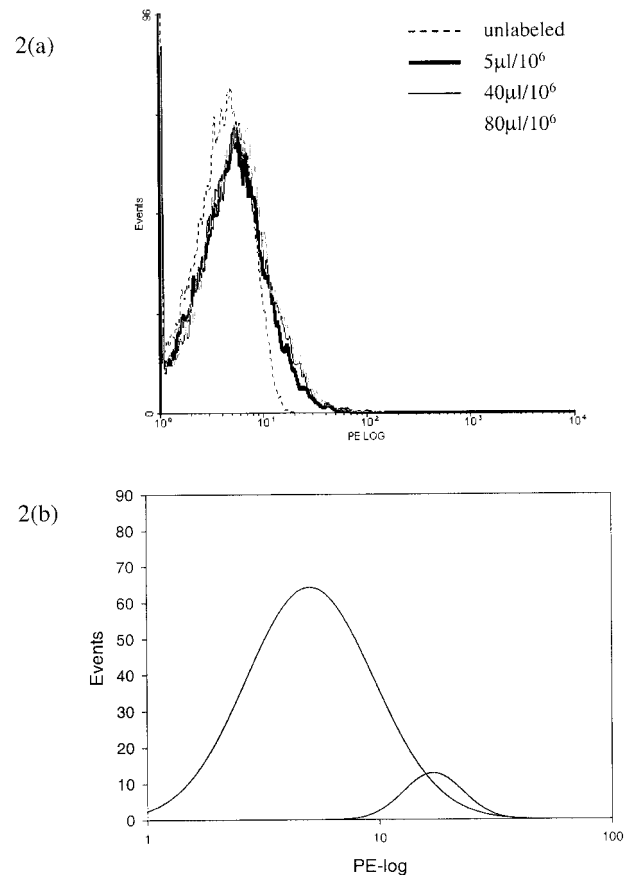 2(a)
96
unlabeled
5µl/10⁶
40µl/10⁶
80µl/10⁶
Events
0
10⁰ 10¹ 10² 10³ 10⁴
PE LOG
2(b)
90
80
70
60
50
40
30
20
10
0
Events
1 10 100
PE-log